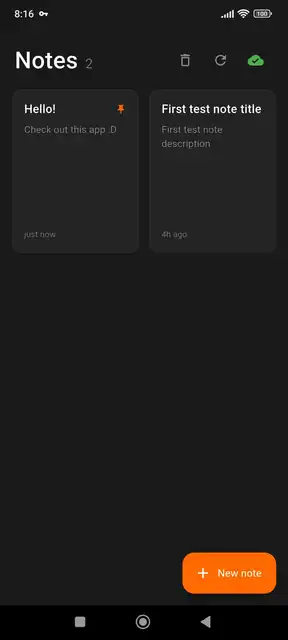 8:16
100
Notes 2
Hello!
Check out this app :D
just now
First test note title
First test note
description
4h ago
+ New note